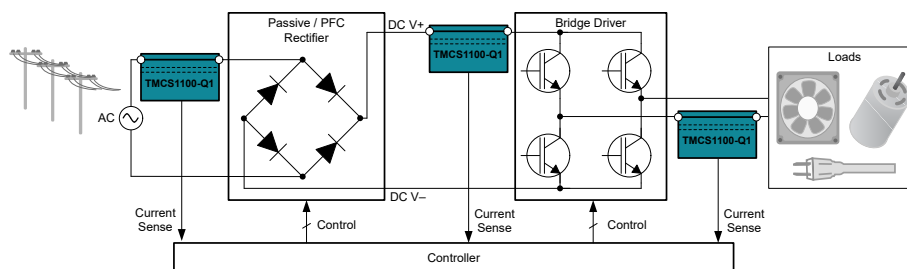 Passive / PFC
Rectifier
DC V+
Bridge Driver
Loads
TMCS1100-Q1
TMCS1100-Q1
AC
TMCS1100-Q1
DC V–
Current
Sense
Control
Current
Sense
Control
Current
Sense
Controller